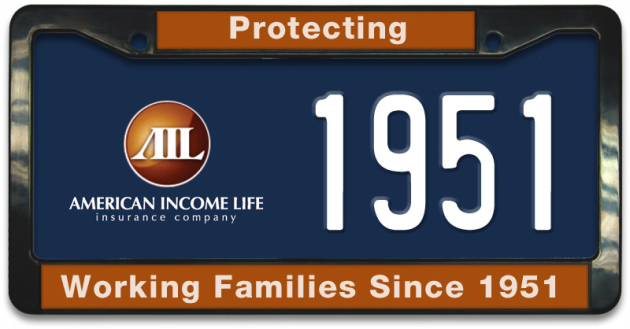 Protecting
AIL
1951
AMERICAN INCOME LIFE
insurance company
Working Families Since 1951